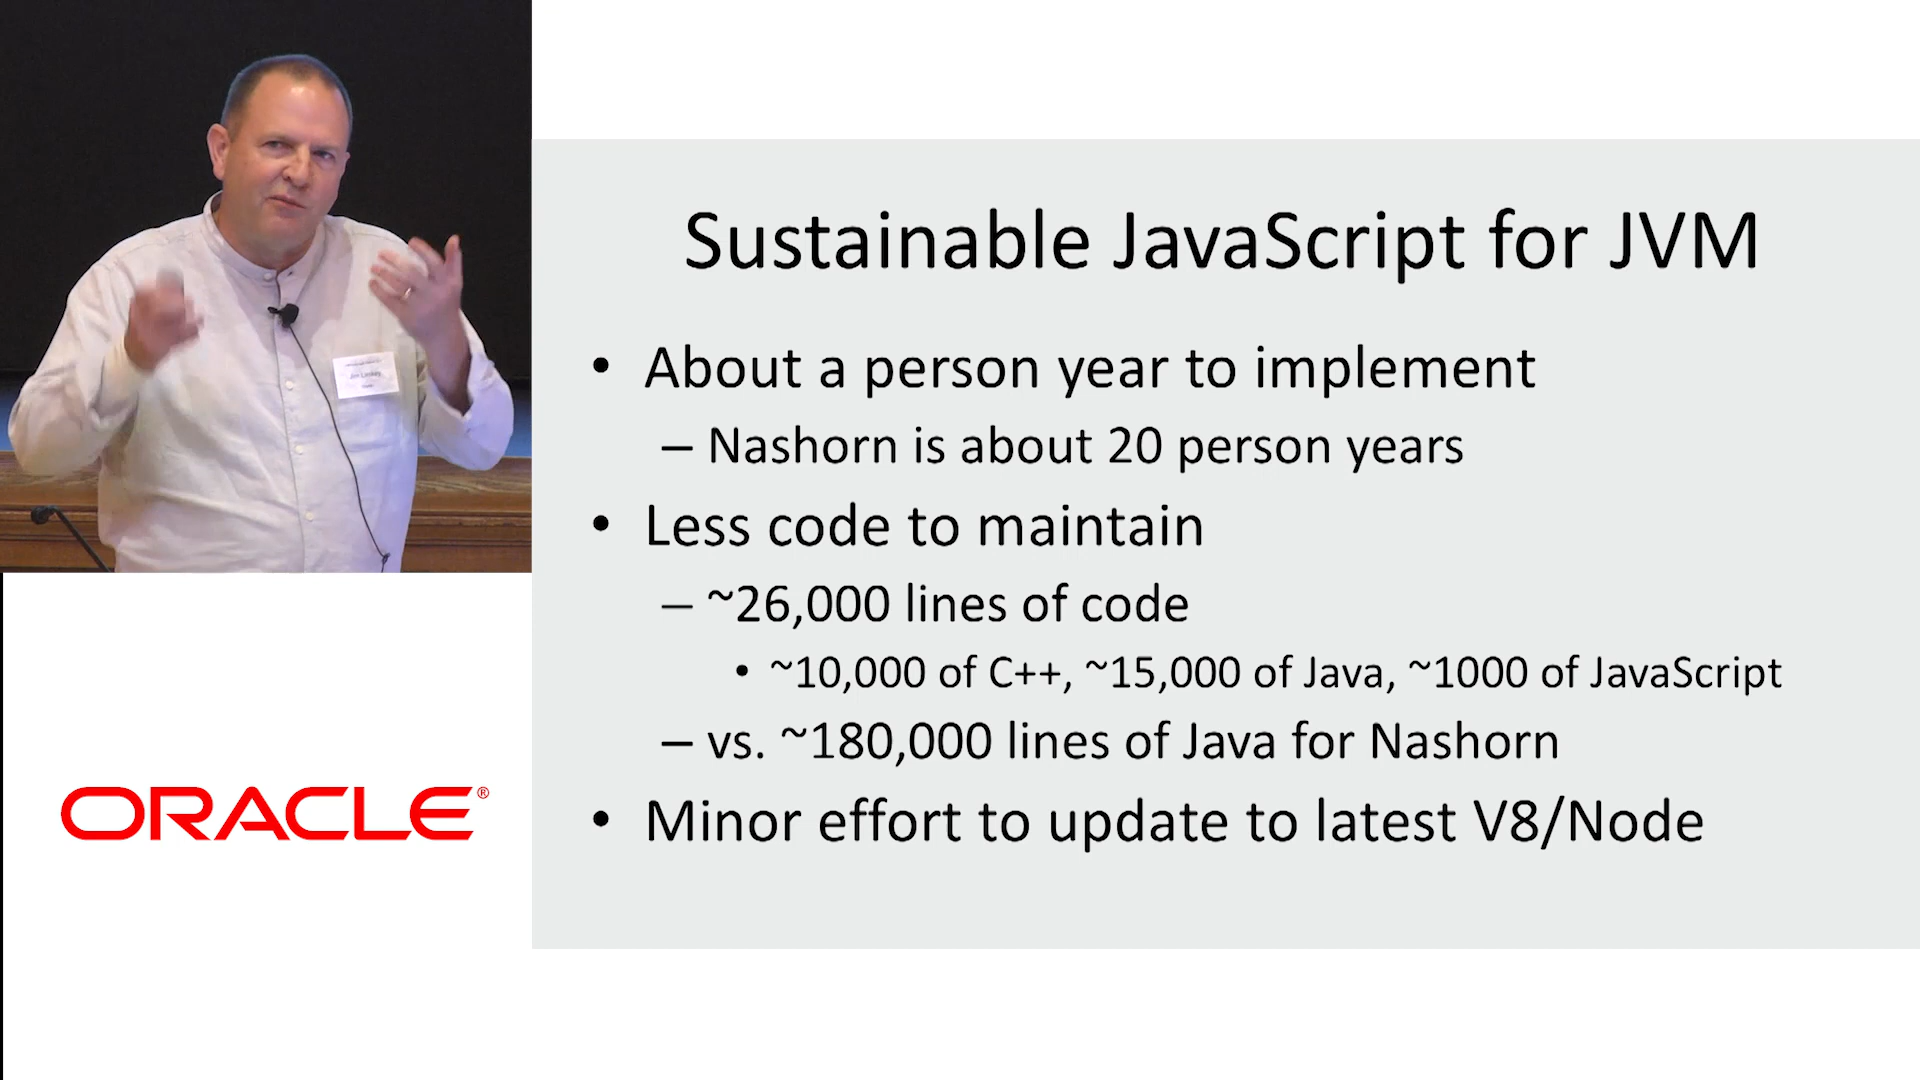 Jim Laskey
ORACLE®
Sustainable JavaScript for JVM
• About a person year to implement
– Nashorn is about 20 person years
• Less code to maintain
– ~26,000 lines of code
• ~10,000 of C++, ~15,000 of Java, ~1000 of JavaScript
– vs. ~180,000 lines of Java for Nashorn
• Minor effort to update to latest V8/Node